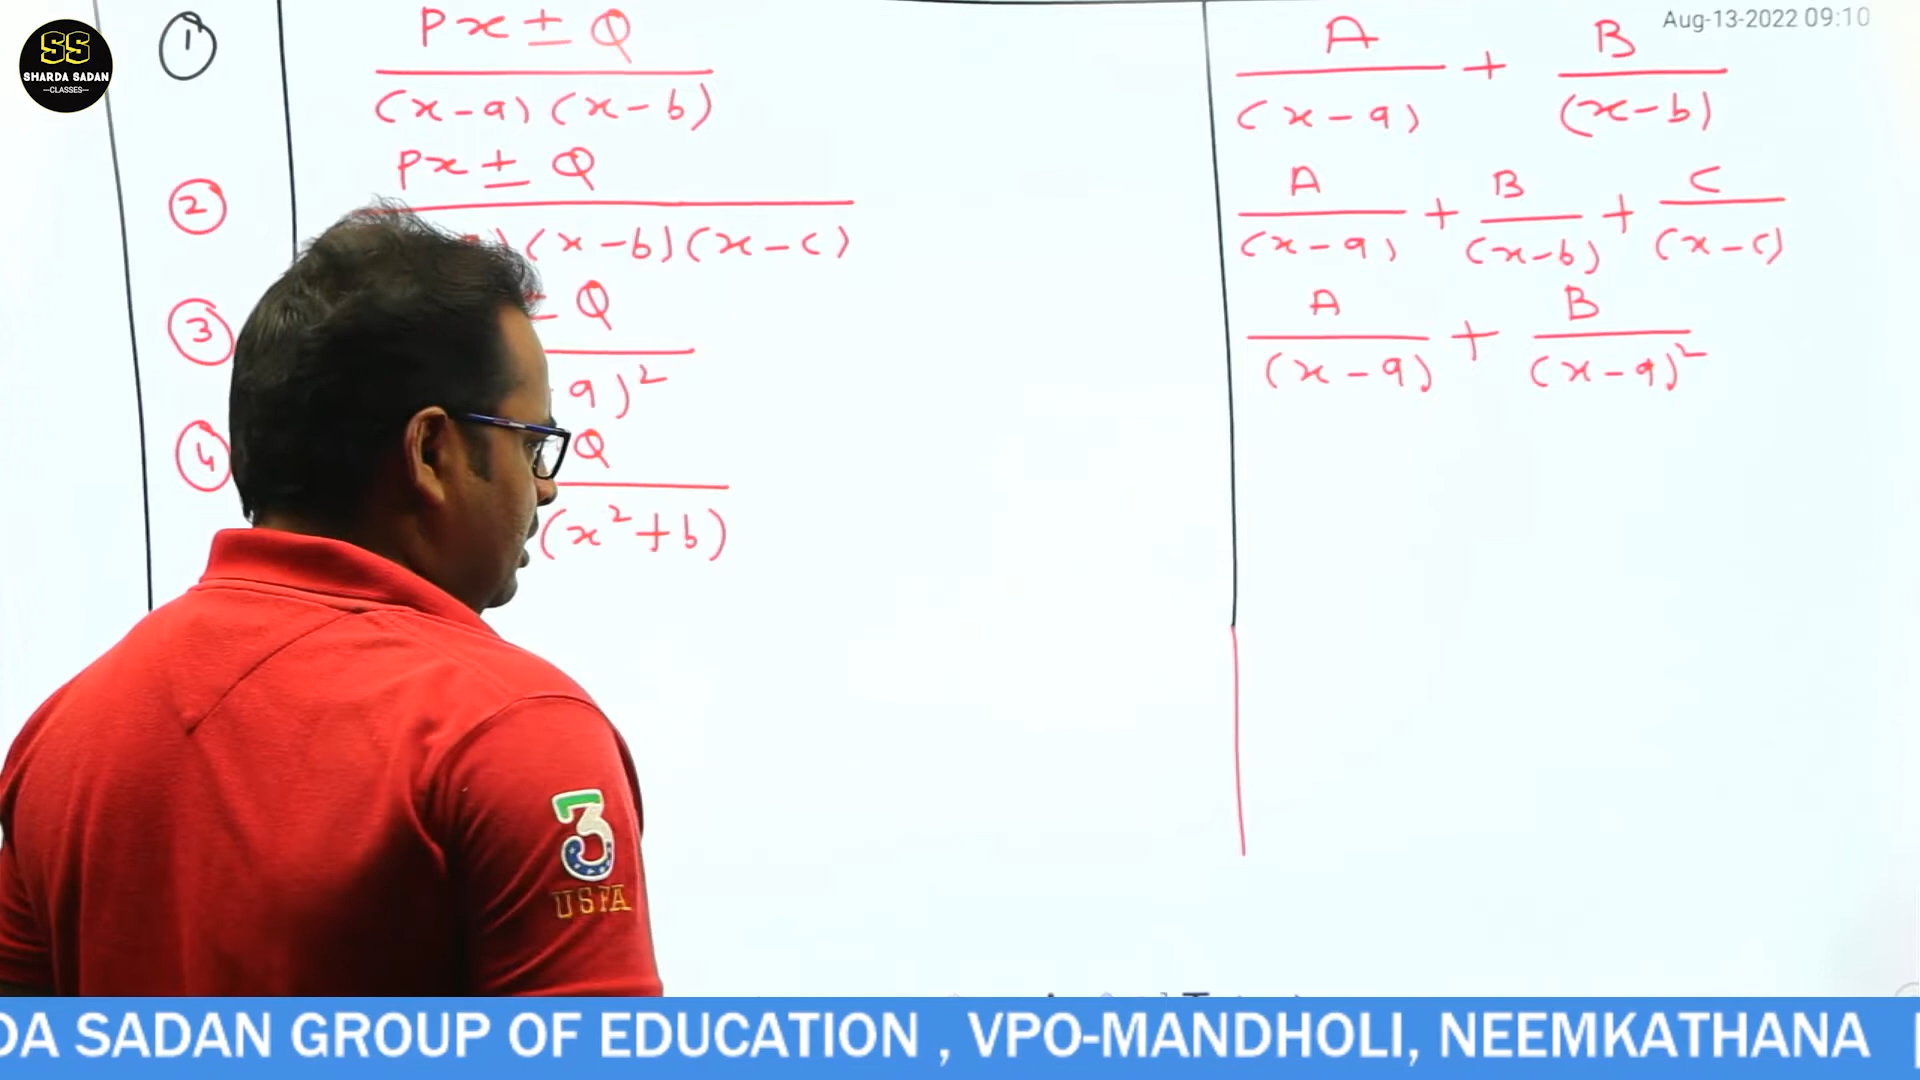 SS
SHARDA SADAN
—CLASSES—
Aug-13-2022 09:10
1
Px ± Q
(x-a) (x-b)
A
(x-a)
+
B
(x-b)
2
Px ± Q
(x-b) (x-c)
A
(x-a)
+
B
(x-b)
+
C
(x-c)
3
Q
a)²
A
(x-a)
+
B
(x-a)²
4
Q
(x²+b)
3
USPA
DA SADAN GROUP OF EDUCATION , VPO-MANDHOLI, NEEMKATHANA